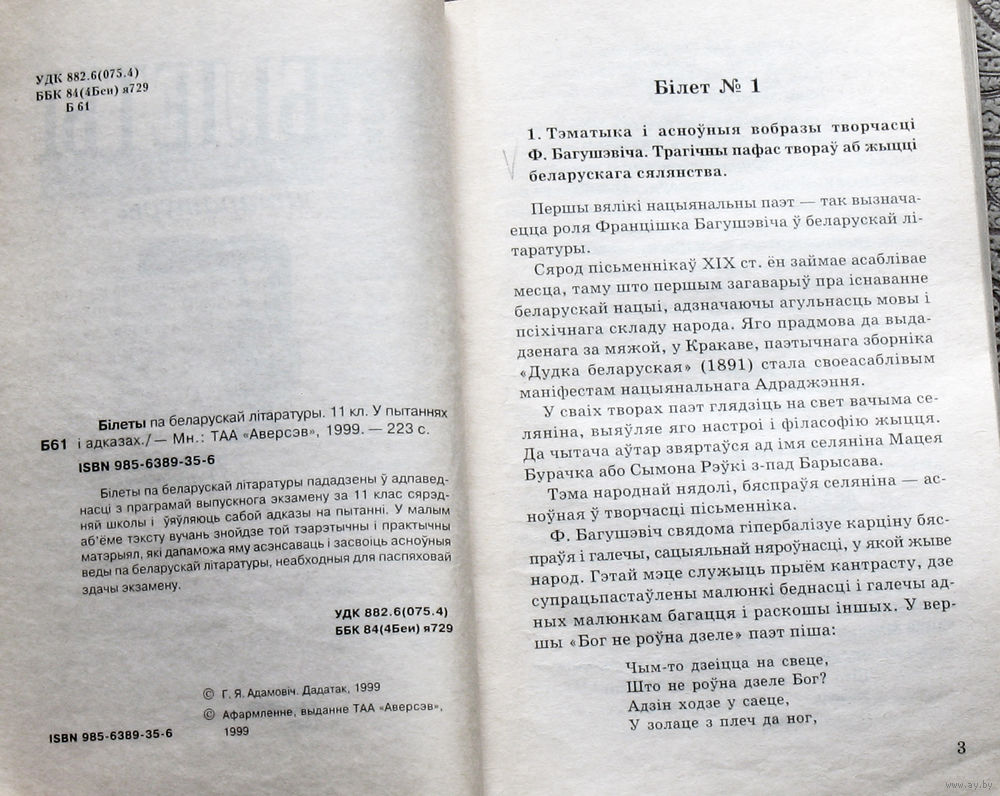 УДК 882.6(075.4)
ББК 84(4Беи) я729
Б 61
Білеты па беларускай літаратуры. 11 кл. У пытаннях
Б61 і адказах./— Мн.: ТАА «Аверсэв», 1999. — 223 с.
ISBN 985-6389-35-6
Білеты па беларускай літаратуры пададзены ў адпавед-
насці з праграмай выпускнога экзамену за 11 клас сярэд-
няй школы і ўяўляюць сабой адказы на пытанні. У малым
аб'ёме тэксту вучань знойдзе той тэарэтычны і практычны
матэрыял, які дапаможа яму асэнсаваць і засвоіць асноўныя
веды па беларускай літаратуры, неабходныя для паспяховай
здачы экзамену.
УДК 882.6(075.4)
ББК 84(4Беи) я729
© Г. Я. Адамовіч. Дадатак, 1999
© Афармленне, выданне ТАА «Аверсэв»,
1999
ISBN 985-6389-35-6
Білет № 1
1. Тэматыка і асноўныя вобразы творчасці
Ф. Багушэвіча. Трагічны пафас твораў аб жыцці
беларускага сялянства.
Першы вялікі нацыянальны паэт — так вызнача-
ецца роля Францішка Багушэвіча ў беларускай лі-
таратуры.
Сярод пісьменнікаў XIX ст. ён займае асаблівае
месца, таму што першым загаварыў пра існаванне
беларускай нацыі, адзначаючы агульнасць мовы і
псіхічнага складу народа. Яго прадмова да выда-
дзенага за мяжой, у Кракаве, паэтычнага зборніка
«Дудка беларуская» (1891) стала своеасаблівым
маніфестам нацыянальнага Адраджэння.
У сваіх творах паэт глядзіць на свет вачыма се-
ляніна, выяўляе яго настроі і філасофію жыцця.
Да чытача аўтар звяртаўся ад імя селяніна Мацея
Бурачка або Сымона Рэўкі з-пад Барысава.
Тэма народнай нядолі, бяспраўя селяніна — ас-
ноўная ў творчасці пісьменніка.
Ф. Багушэвіч свядома гіпербалізуе карціну бяс-
праўя і галечы, сацыяльнай няроўнасці, у якой жыве
народ. Гэтай мэце служыць прыём кантрасту, дзе
супрацьпастаўлены малюнкі беднасці і галечы ад-
ных малюнкам багацця і раскошы іншых. У вер-
шы «Бог не роўна дзеле» паэт піша:
Чым-то дзеіцца на свеце,
Што не роўна дзеле Бог?
Адзін ходзе у саеце,
У золаце з плеч да ног,
3
www.ay.by